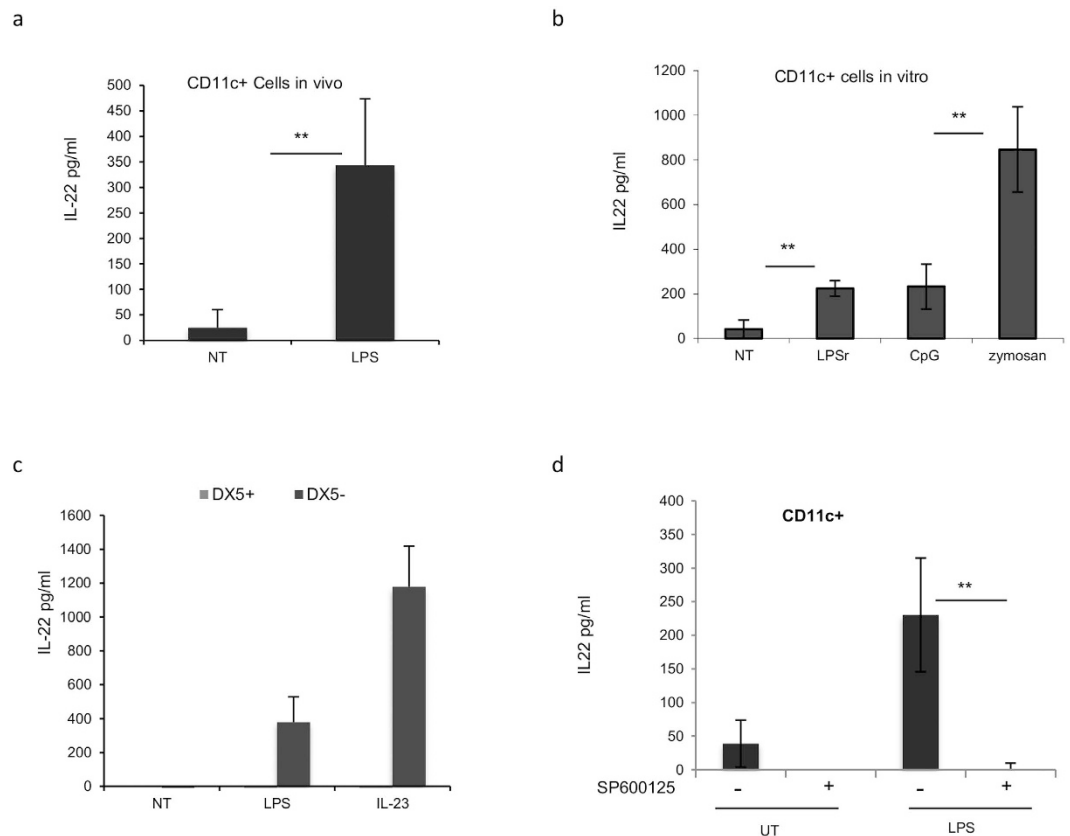 a
CD11c+ Cells in vivo
IL-22 pg/ml
500
450
400
350
300
250
200
150
100
50
0
**
NT LPS
b
CD11c+ cells in vitro
IL22 pg/ml
1200
1000
800
600
400
200
0
**
**
NT LPSr CpG zymosan
c
DX5+ DX5-
IL-22 pg/ml
1600
1400
1200
1000
800
600
400
200
0
NT LPS IL-23
d
CD11c+
IL22 pg/ml
400
350
300
250
200
150
100
50
0
**
SP600125 - + - +
UT LPS